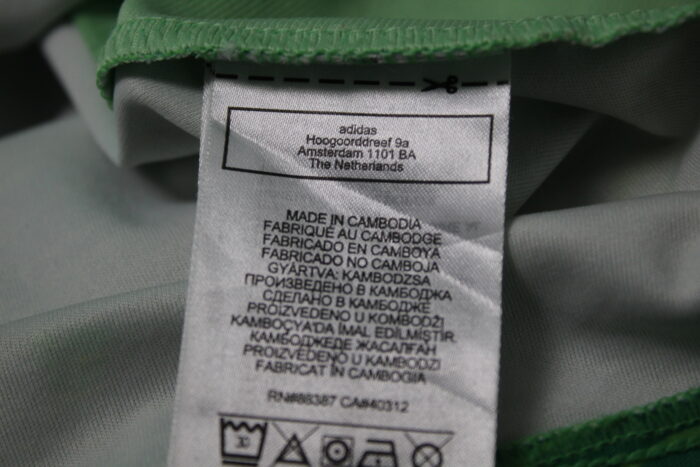 adidas
Hoogoorddreef 9a
Amsterdam 1101 BA
The Netherlands
MADE IN CAMBODIA
FABRIQUÉ AU CAMBODGE
FABRICADO EN CAMBOYA
FABRICADO NO CAMBOJA
GYÁRTVA: KAMBODZSA
ПРОИЗВЕДЕНО В КАМБОДЖА
СДЕЛАНО В КАМБОДЖЕ
PROIZVEDENO U KOMBODŽI
KAMBOÇYA'DA İMAL EDİLMİŞTİR
КАМБОДЖЕДЕ ЖАСАЛҒАН
PROIZVEDENO U KAMBODZI
FABRICAT ÎN CAMBOGIA
RN#88387 CA#40312
30